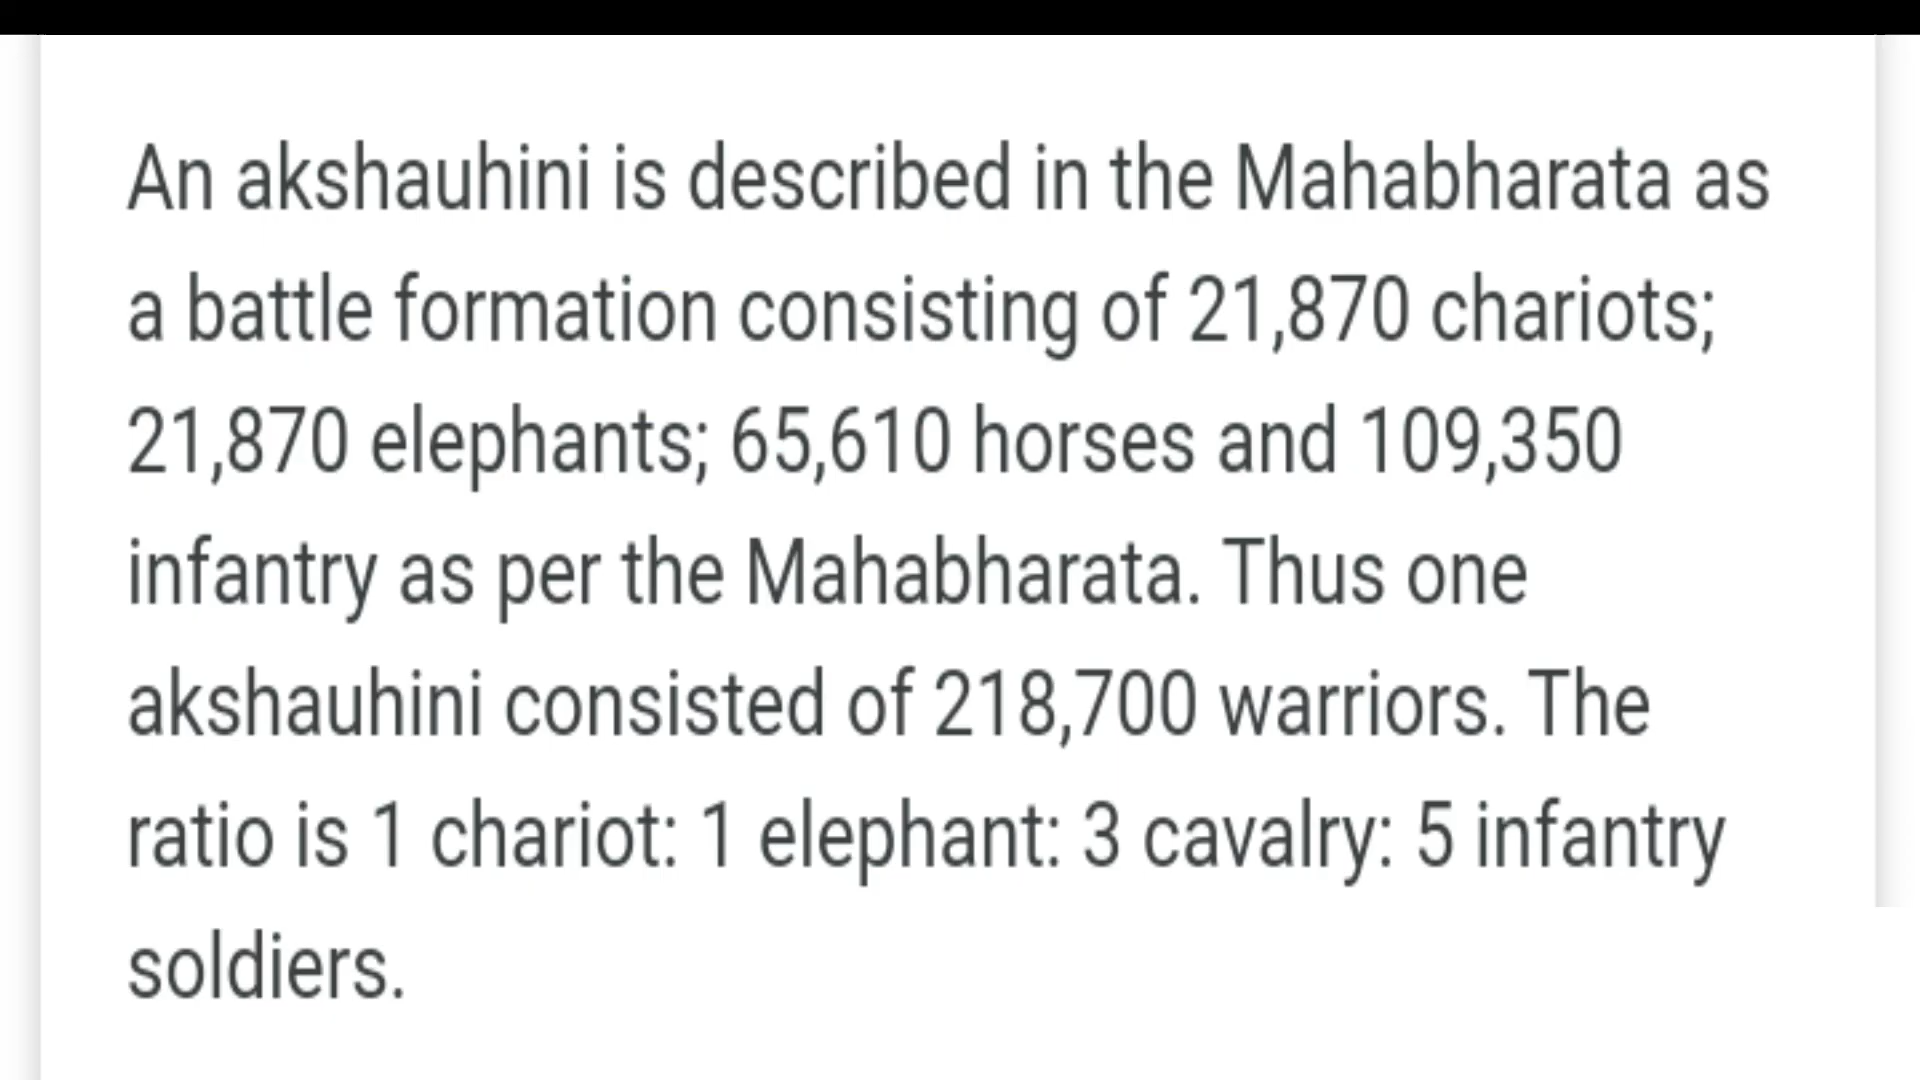 An akshauhini is described in the Mahabharata as
a battle formation consisting of 21,870 chariots;
21,870 elephants; 65,610 horses and 109,350
infantry as per the Mahabharata. Thus one
akshauhini consisted of 218,700 warriors. The
ratio is 1 chariot: 1 elephant: 3 cavalry: 5 infantry
soldiers.